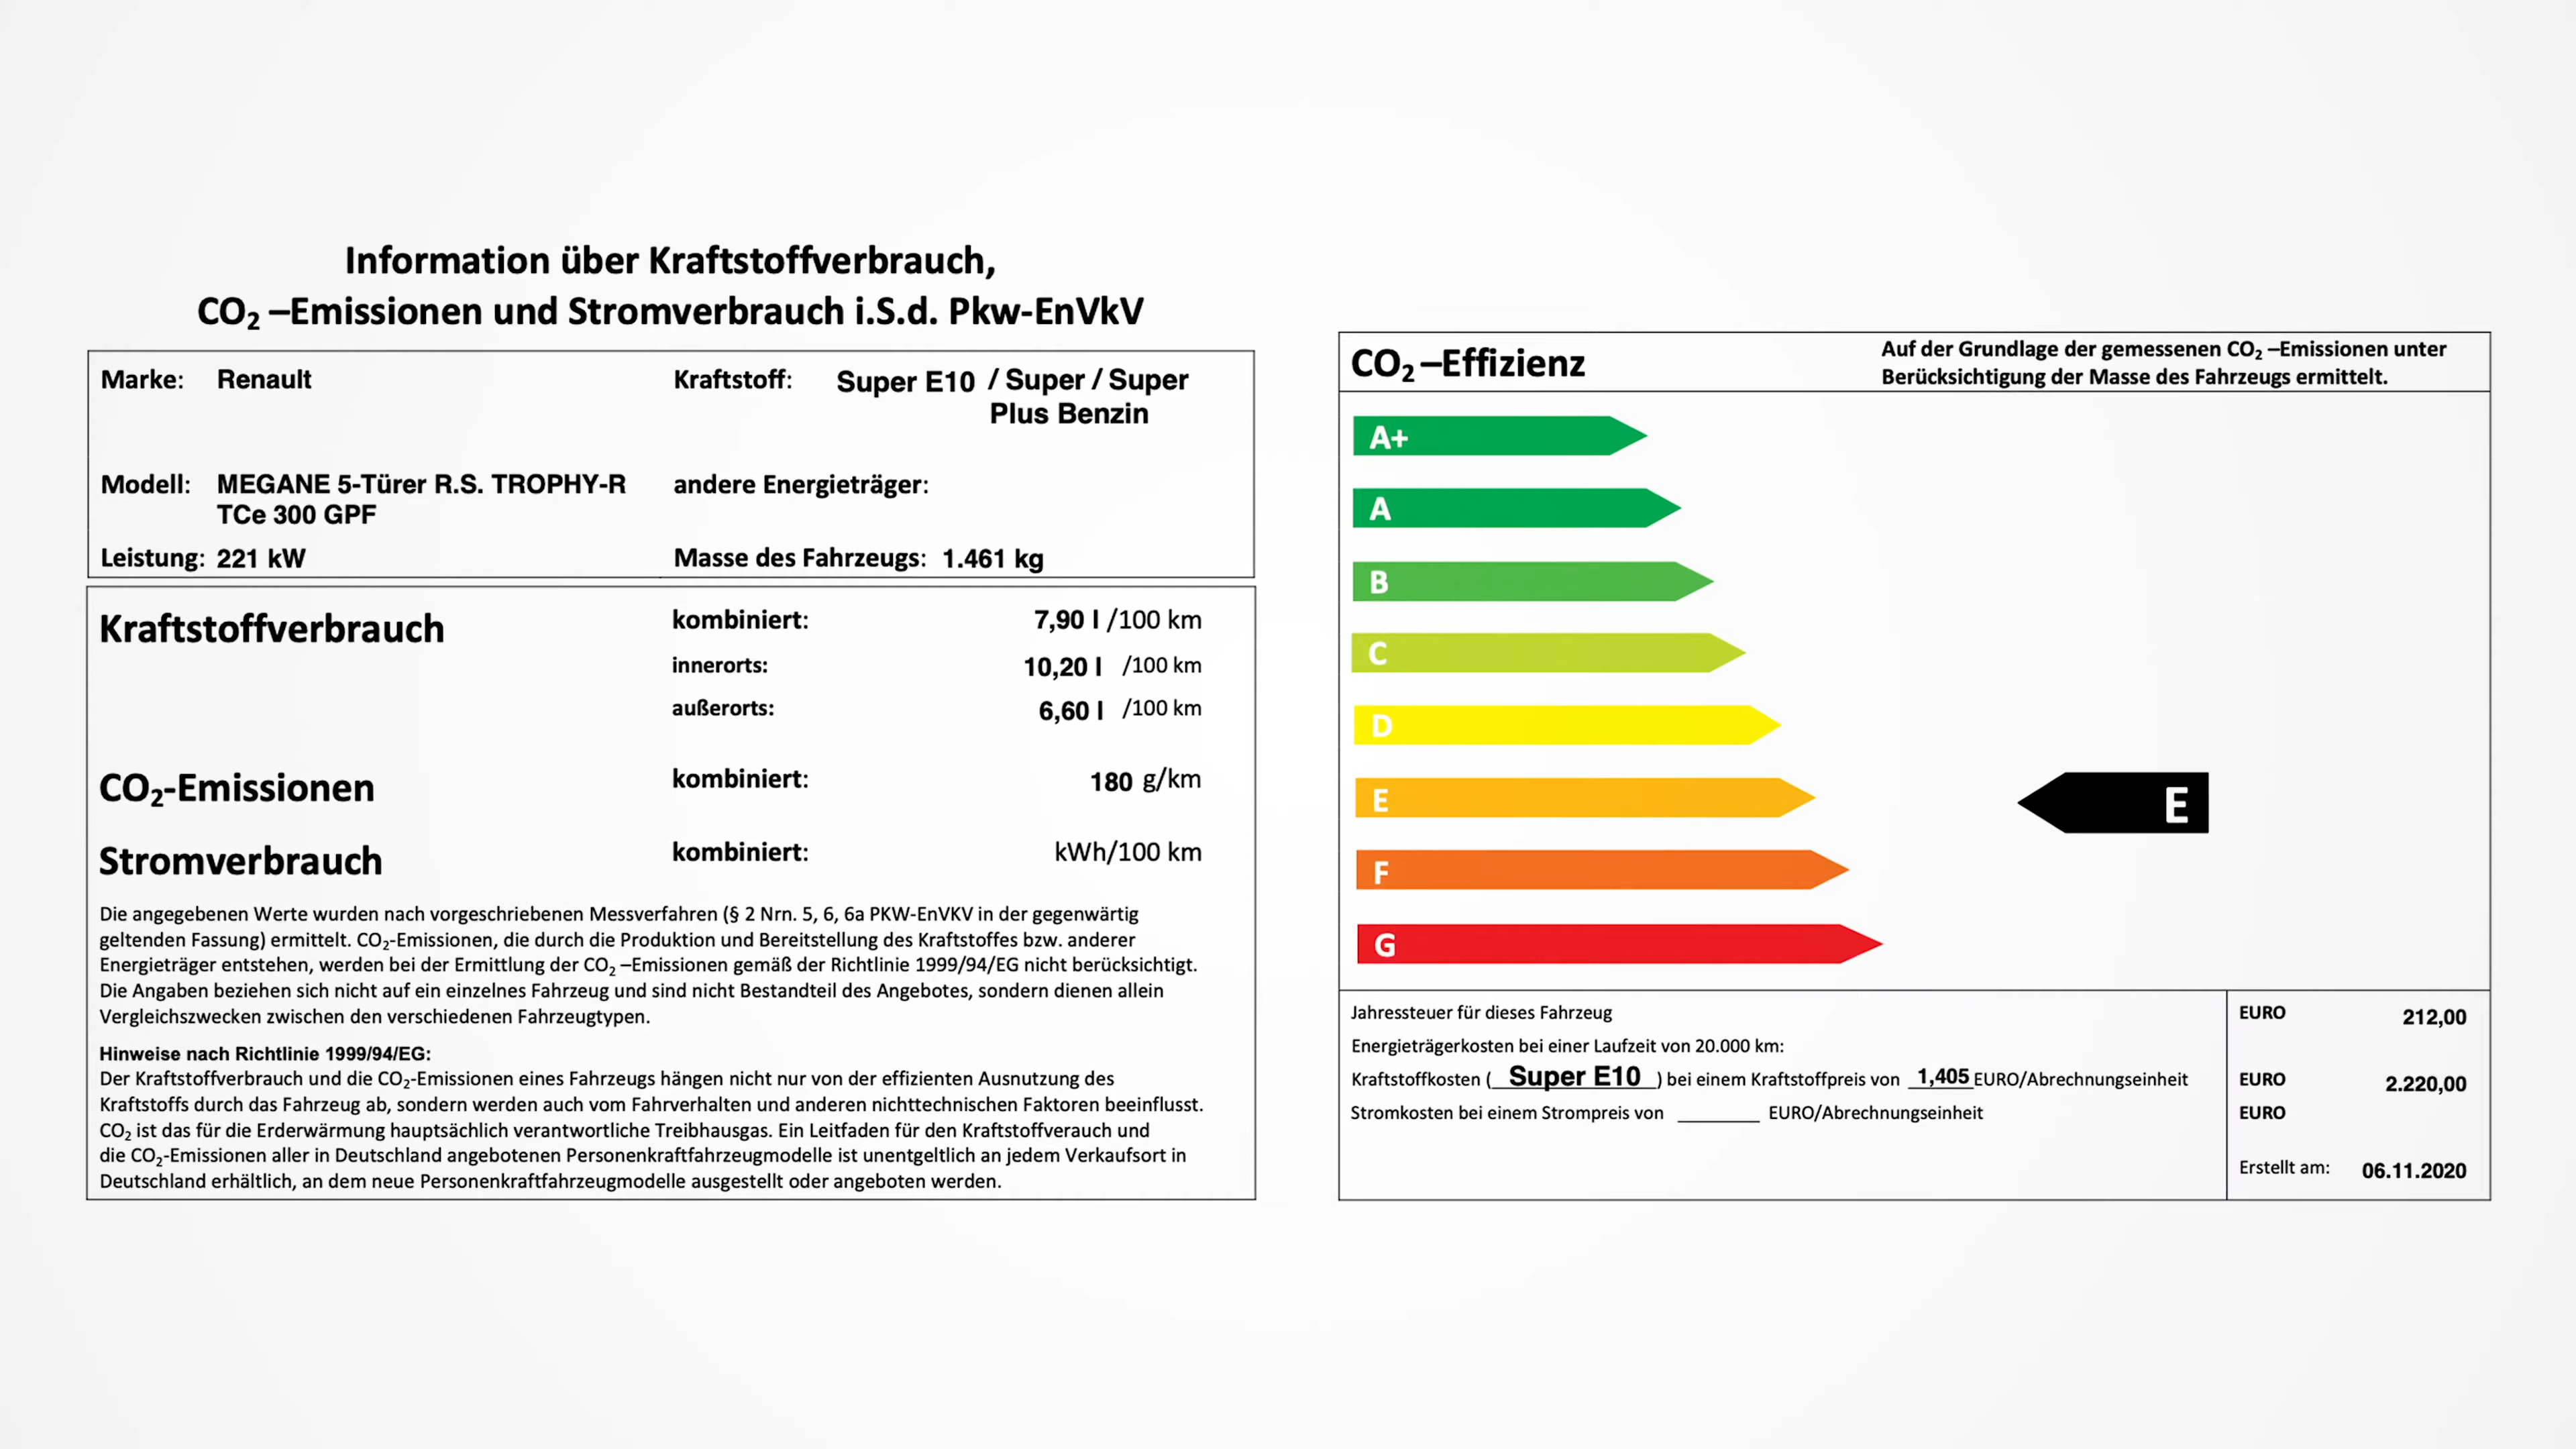 Information über Kraftstoffverbrauch,
CO₂ –Emissionen und Stromverbrauch i.S.d. Pkw-EnVkV
Marke: Renault
Kraftstoff: Super E10 / Super / Super
Plus Benzin
Modell: MEGANE 5-Türer R.S. TROPHY-R
TCe 300 GPF
andere Energieträger:
Leistung: 221 kW
Masse des Fahrzeugs: 1.461 kg
Kraftstoffverbrauch kombiniert: 7,90 l /100 km
innerorts: 10,20 l /100 km
außerorts: 6,60 l /100 km
CO₂-Emissionen kombiniert: 180 g/km
Stromverbrauch kombiniert: kWh/100 km
Die angegebenen Werte wurden nach vorgeschriebenen Messverfahren (§ 2 Nrn. 5, 6, 6a PKW-EnVKV in der gegenwärtig
geltenden Fassung) ermittelt. CO₂-Emissionen, die durch die Produktion und Bereitstellung des Kraftstoffes bzw. anderer
Energieträger entstehen, werden bei der Ermittlung der CO₂ –Emissionen gemäß der Richtlinie 1999/94/EG nicht berücksichtigt.
Die Angaben beziehen sich nicht auf ein einzelnes Fahrzeug und sind nicht Bestandteil des Angebotes, sondern dienen allein
Vergleichszwecken zwischen den verschiedenen Fahrzeugtypen.
Hinweise nach Richtlinie 1999/94/EG:
Der Kraftstoffverbrauch und die CO₂-Emissionen eines Fahrzeugs hängen nicht nur von der effizienten Ausnutzung des
Kraftstoffs durch das Fahrzeug ab, sondern werden auch vom Fahrverhalten und anderen nichttechnischen Faktoren beeinflusst.
CO₂ ist das für die Erderwärmung hauptsächlich verantwortliche Treibhausgas. Ein Leitfaden für den Kraftstoffverauch und
die CO₂-Emissionen aller in Deutschland angebotenen Personenkraftfahrzeugmodelle ist unentgeltlich an jedem Verkaufsort in
Deutschland erhältlich, an dem neue Personenkraftfahrzeugmodelle ausgestellt oder angeboten werden.
CO₂ –Effizienz
Auf der Grundlage der gemessenen CO₂ –Emissionen unter
Berücksichtigung der Masse des Fahrzeugs ermittelt.
A+
A
B
C
D
E
E
F
G
Jahressteuer für dieses Fahrzeug EURO 212,00
Energieträgerkosten bei einer Laufzeit von 20.000 km:
Kraftstoffkosten ( Super E10 ) bei einem Kraftstoffpreis von 1,405 EURO/Abrechnungseinheit EURO 2.220,00
Stromkosten bei einem Strompreis von ________ EURO/Abrechnungseinheit EURO
Erstellt am: 06.11.2020